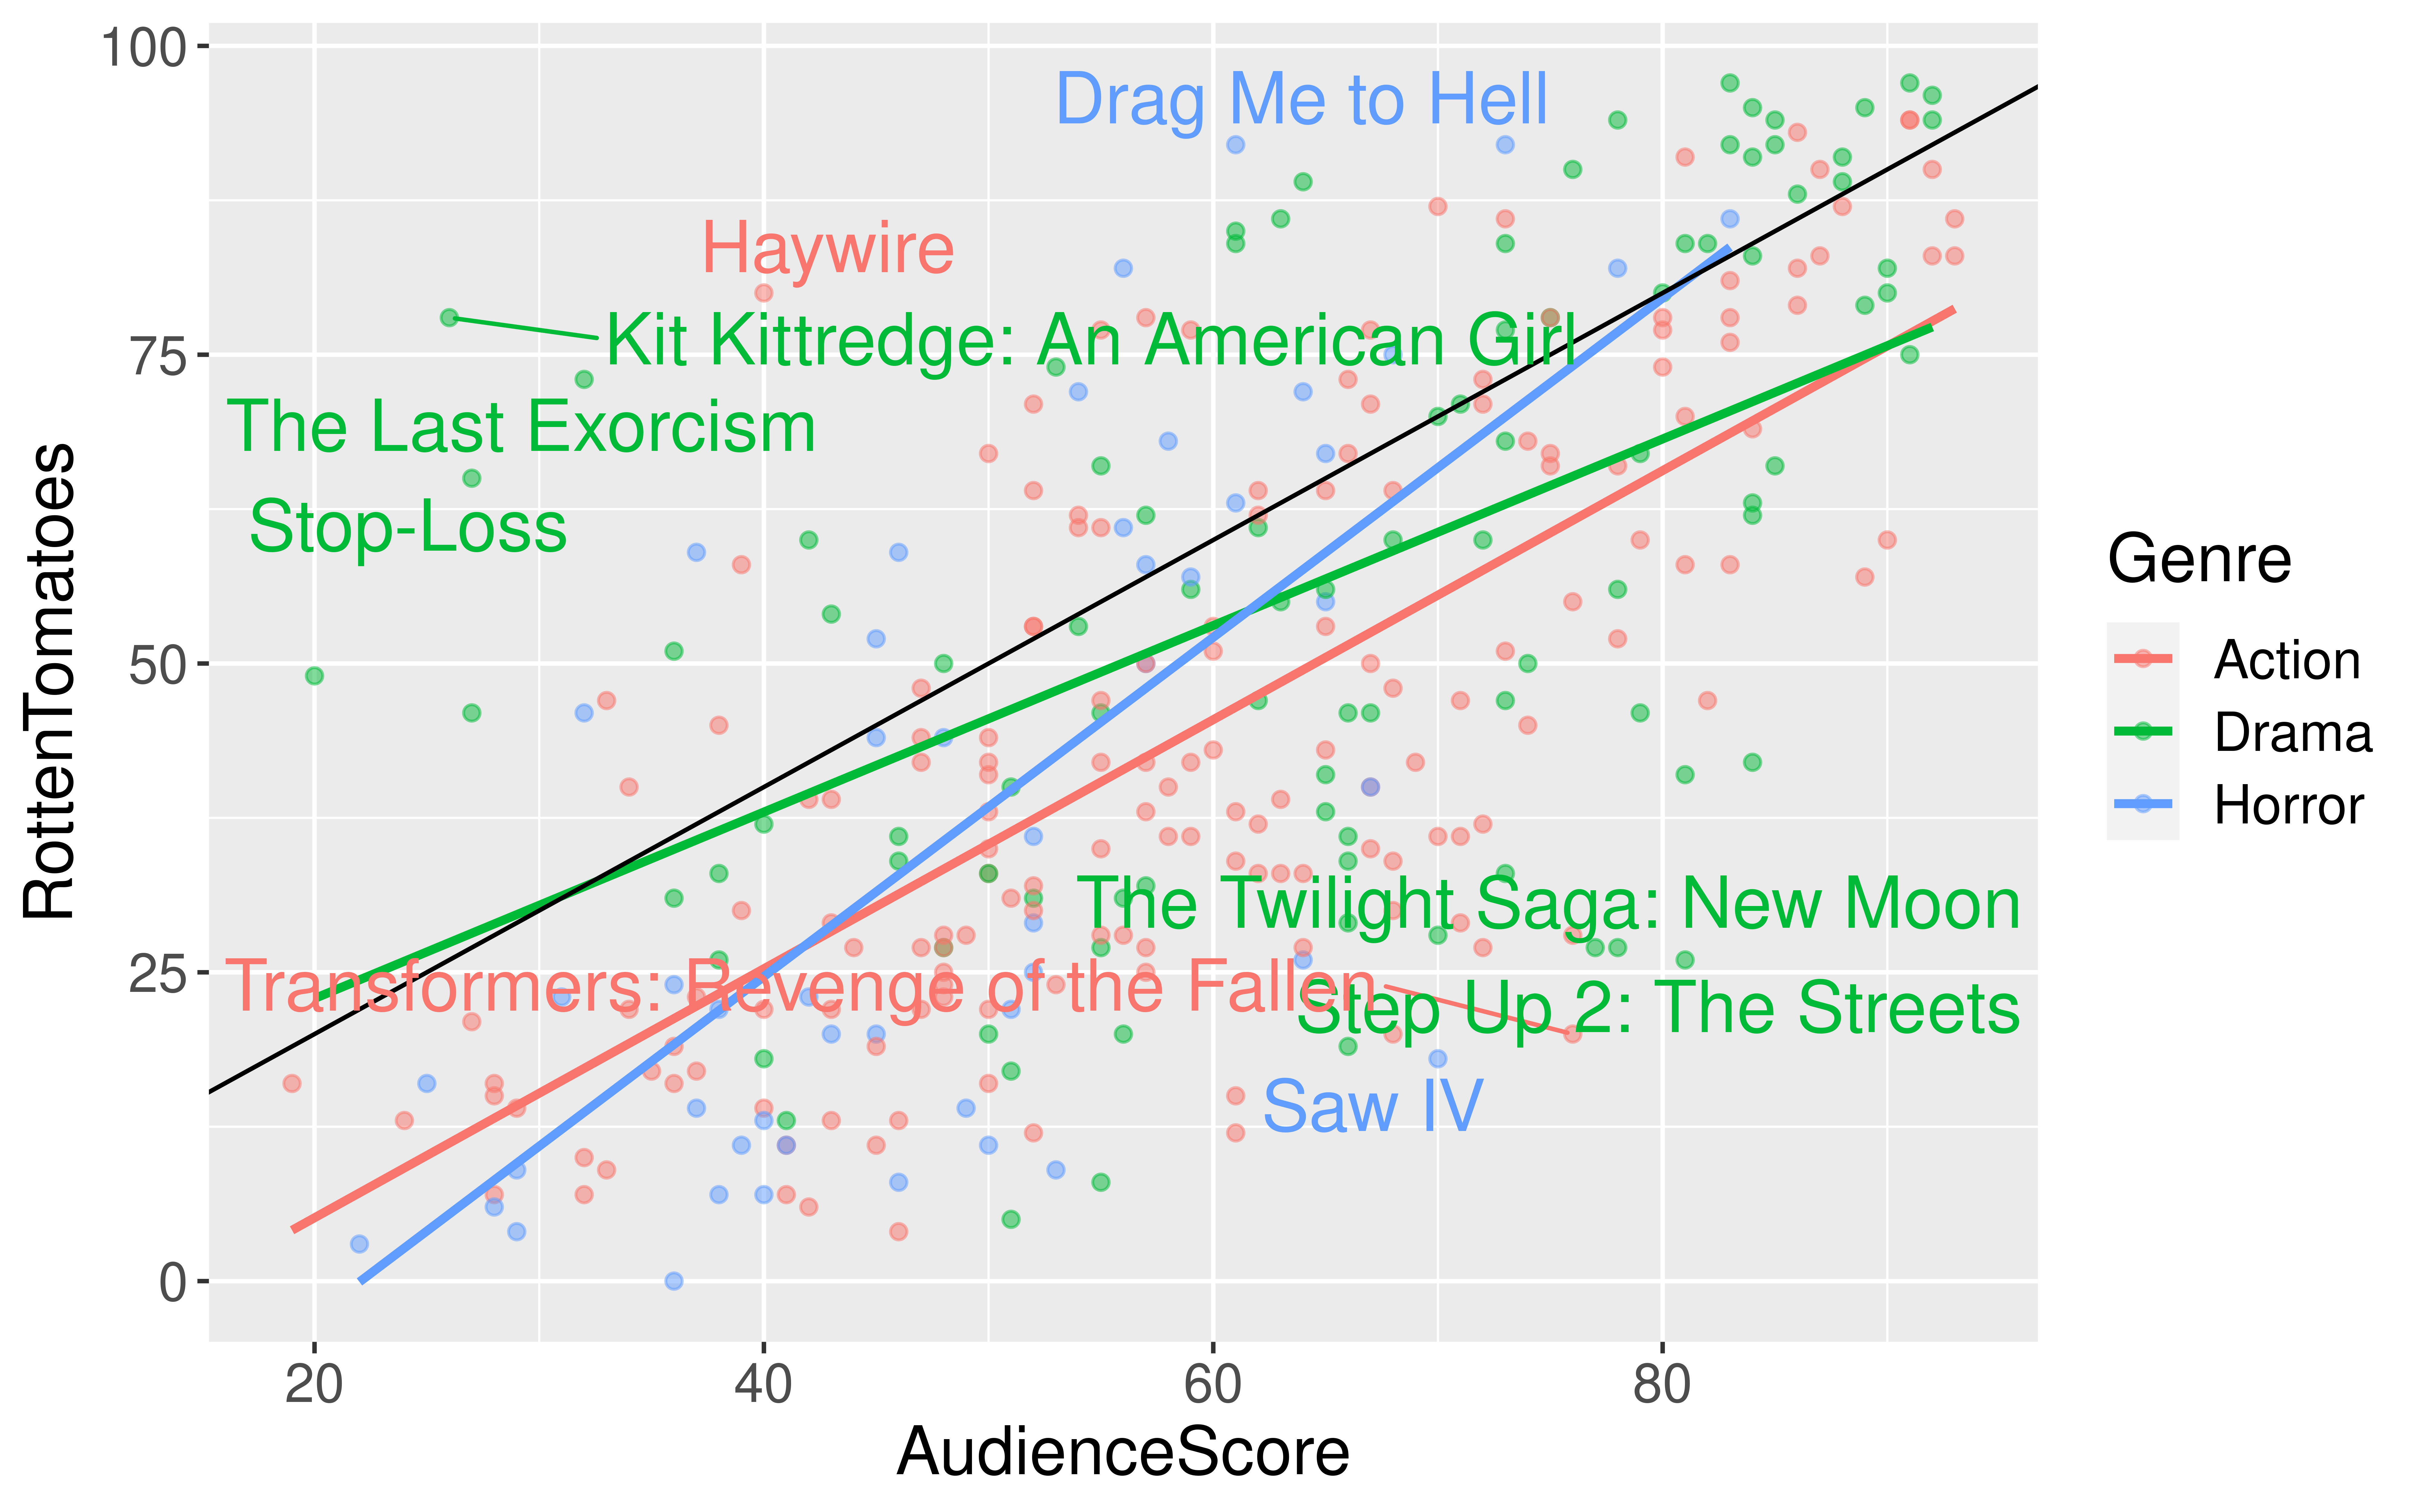 100
75
50
25
0
RottenTomatoes
Drag Me to Hell
Haywire
Kit Kittredge: An American Girl
The Last Exorcism
Stop-Loss
The Twilight Saga: New Moon
Transformers: Revenge of the Fallen
Step Up 2: The Streets
Saw IV
20
40
60
80
AudienceScore
Genre
Action
Drama
Horror